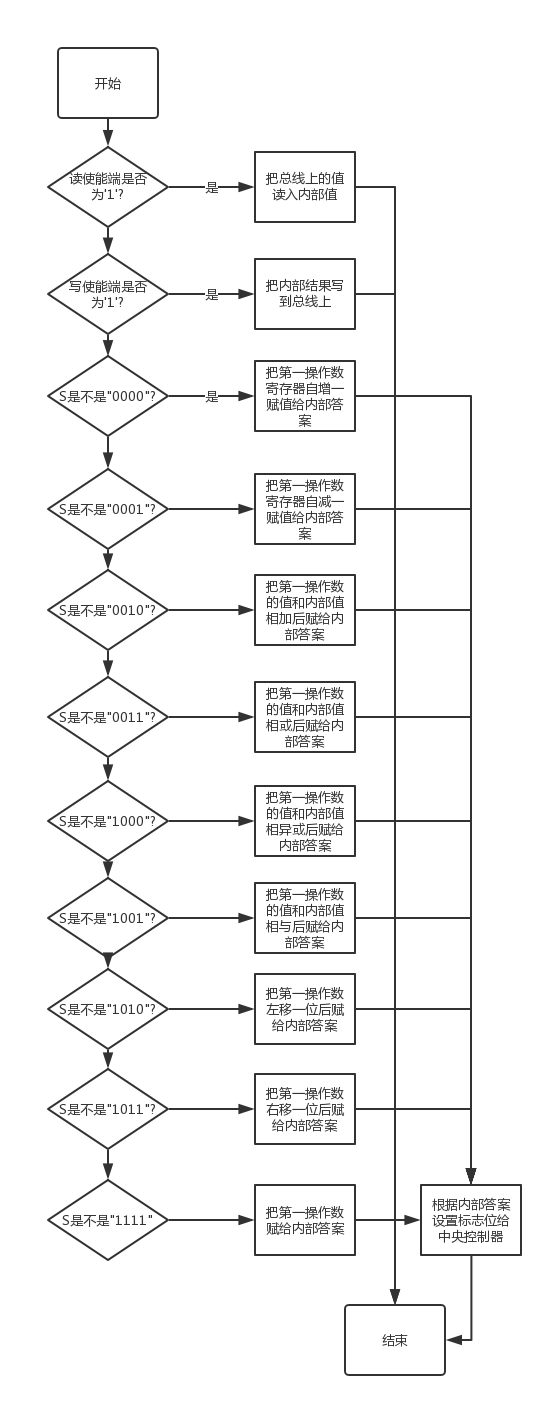 开始
读使能端是否
为'1'?
是
把总线上的值
读入内部值
写使能端是否
为'1'?
是
把内部结果写
到总线上
S是不是"0000"?
是
把第一操作数
寄存器自增一
赋值给内部答
案
S是不是"0001"?
把第一操作数
寄存器自减一
赋值给内部答
案
S是不是"0010"?
把第一操作数
的值和内部值
相加后赋给内
部答案
S是不是"0011"?
把第一操作数
的值和内部值
相或后赋给内
部答案
S是不是"1000"?
把第一操作数
的值和内部值
相异或后赋给
内部答案
S是不是"1001"?
把第一操作数
的值和内部值
相与后赋给内
部答案
S是不是"1010"?
把第一操作数
左移一位后赋
给内部答案
S是不是"1011"?
把第一操作数
右移一位后赋
给内部答案
S是不是"1111"
把第一操作数
赋给内部答案
根据内部答案
设置标志位给
中央控制器
结束